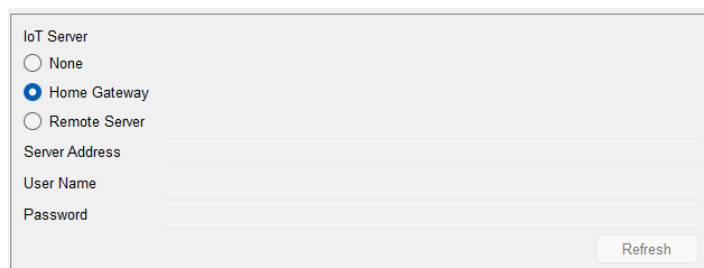 IoT Server
None
Home Gateway
Remote Server
Server Address
User Name
Password
Refresh